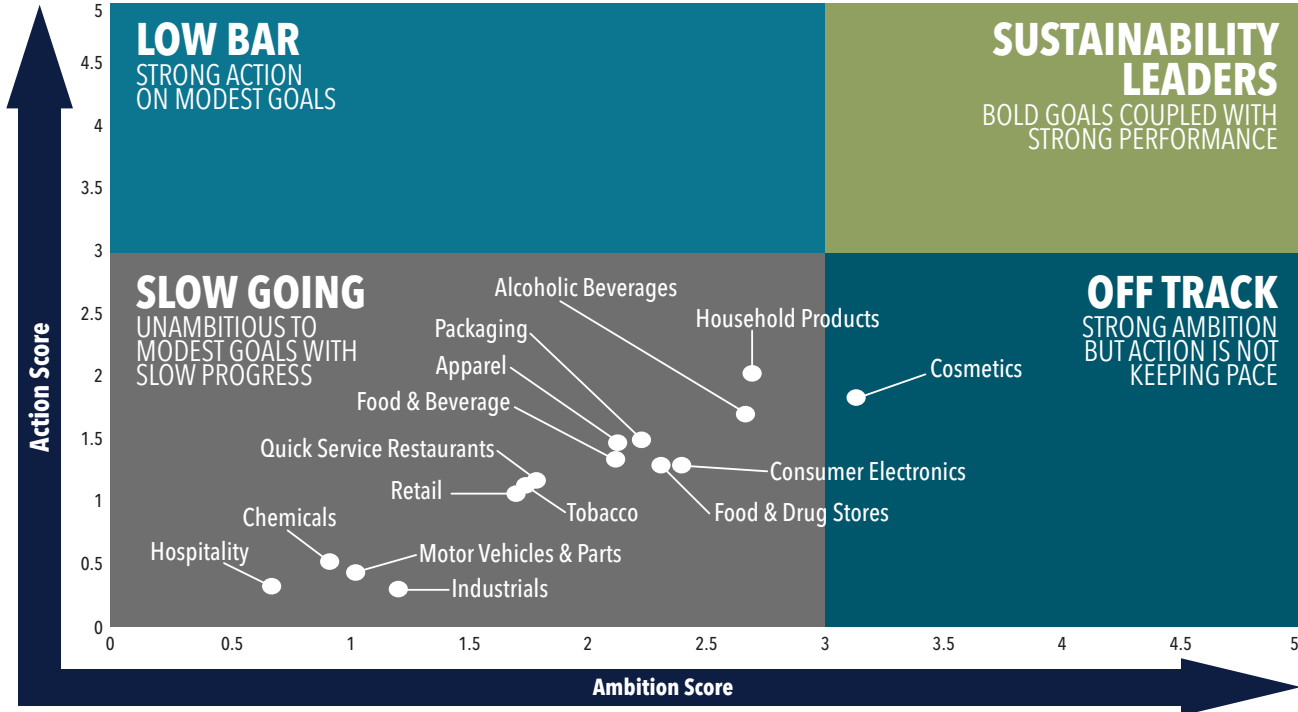 5
4.5
4
3.5
3
2.5
2
1.5
1
0.5
0
Action Score
LOW BAR
STRONG ACTION
ON MODEST GOALS
SUSTAINABILITY
LEADERS
BOLD GOALS COUPLED WITH
STRONG PERFORMANCE
SLOW GOING
UNAMBITIOUS TO
MODEST GOALS WITH
SLOW PROGRESS
OFF TRACK
STRONG AMBITION
BUT ACTION IS NOT
KEEPING PACE
Alcoholic Beverages
Household Products
Packaging
Apparel
Cosmetics
Food & Beverage
Quick Service Restaurants
Consumer Electronics
Retail
Tobacco
Food & Drug Stores
Chemicals
Hospitality
Motor Vehicles & Parts
Industrials
0
0.5
1
1.5
2
2.5
3
3.5
4
4.5
5
Ambition Score